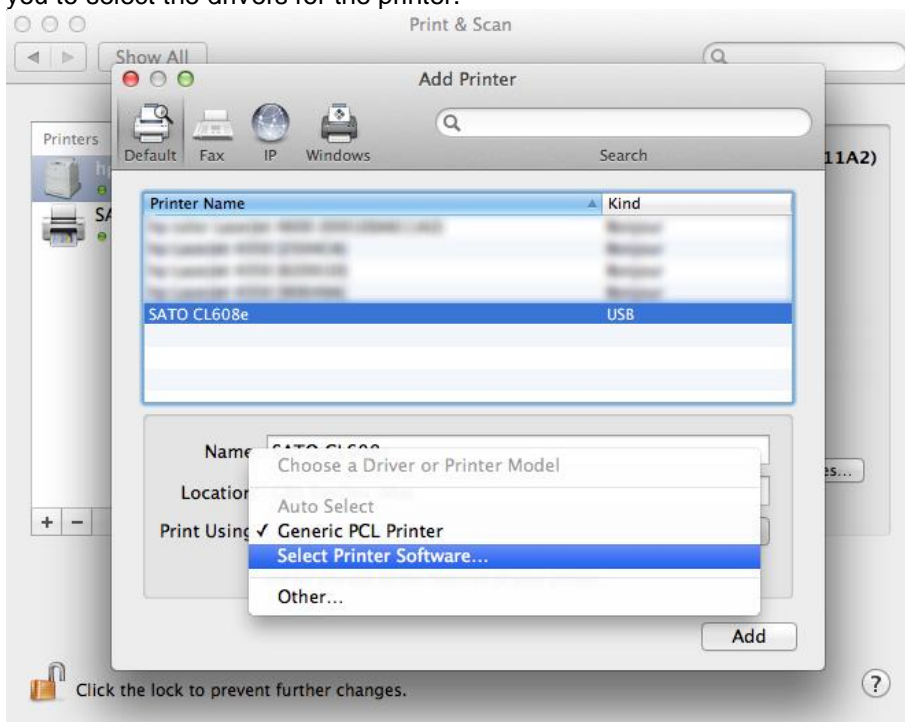 you to select the drivers for the printer.
Print & Scan
Show All
Add Printer
Default Fax IP Windows Search
Printers
11A2)
Printer Name Kind
SATO CL608e USB
Name
Choose a Driver or Printer Model
Location
Auto Select
Print Using ✓ Generic PCL Printer
Select Printer Software...
Other...
Add
Click the lock to prevent further changes.
?